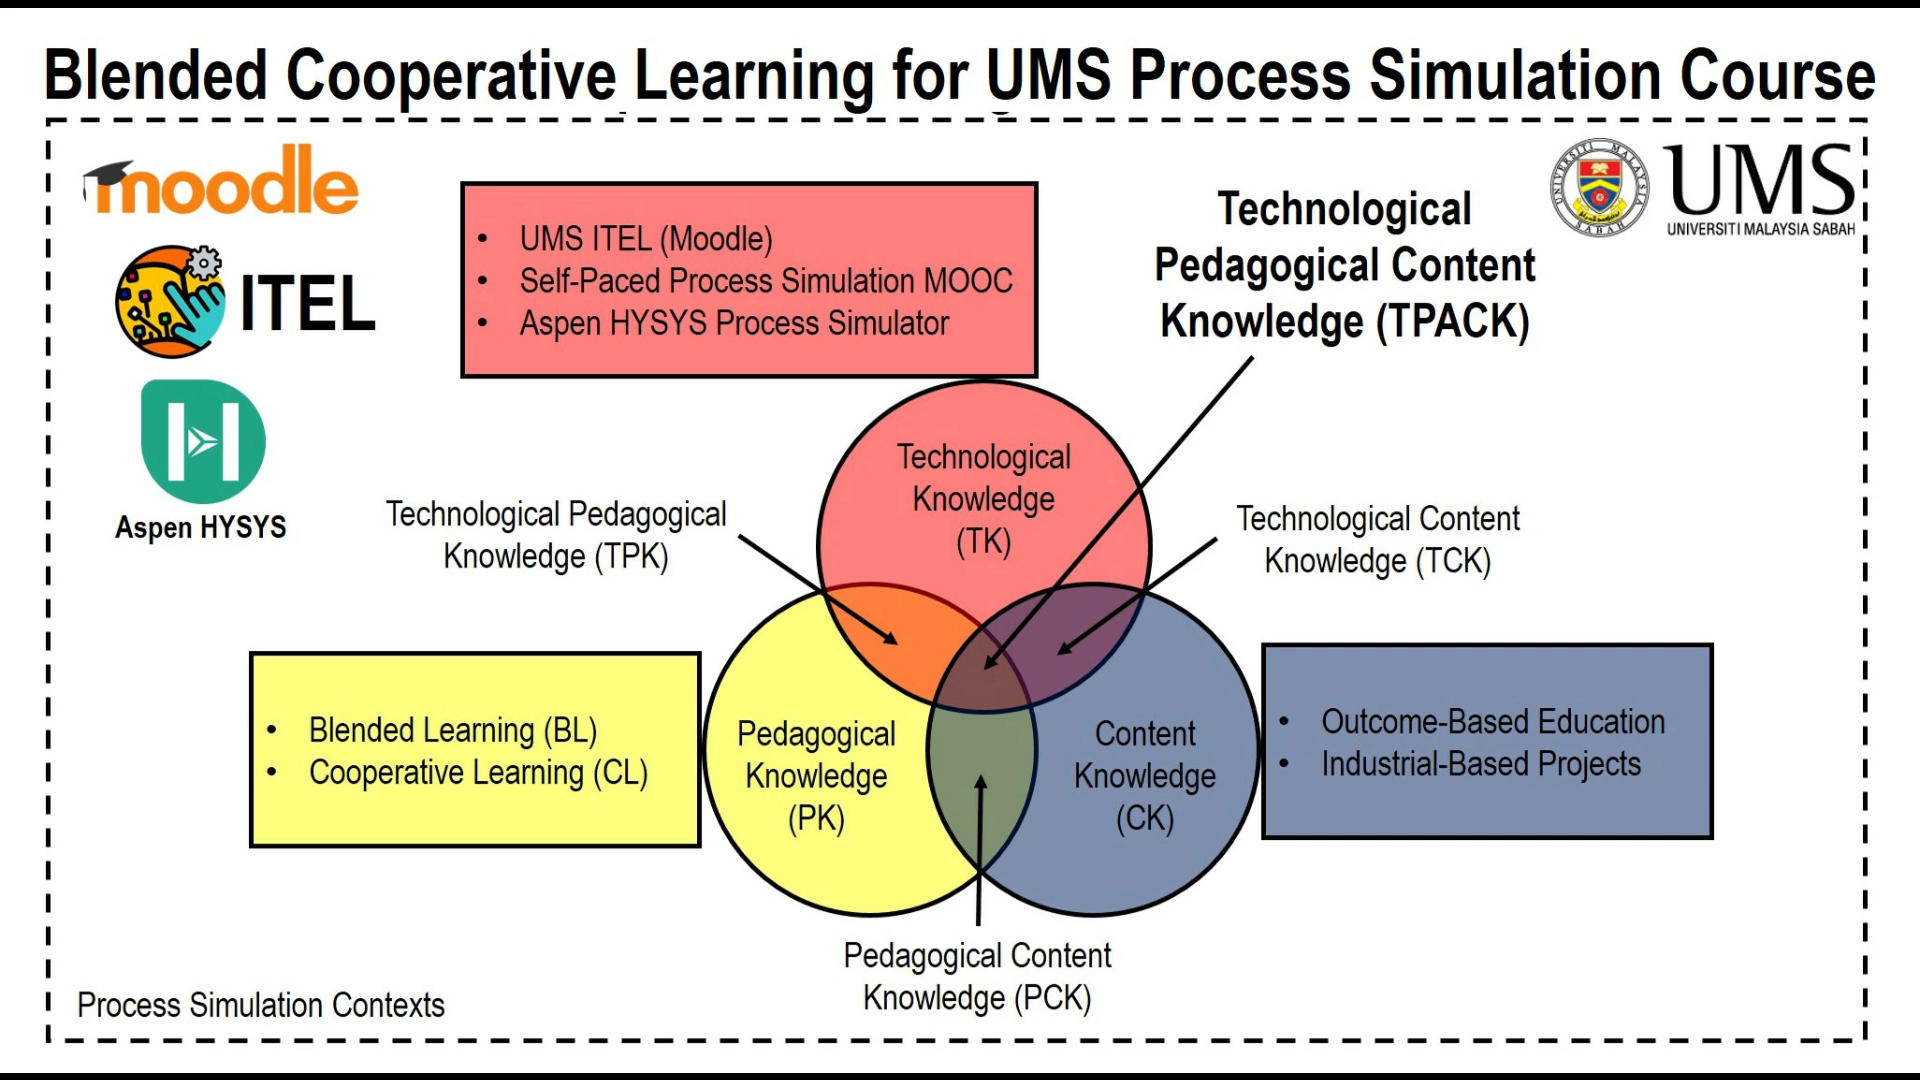 Blended Cooperative Learning for UMS Process Simulation Course
moodle
ITEL
Aspen HYSYS
• UMS ITEL (Moodle)
• Self-Paced Process Simulation MOOC
• Aspen HYSYS Process Simulator
Technological
Pedagogical Content
Knowledge (TPACK)
UNIVERSITI MALAYSIA
SABAH
UMS
UNIVERSITI MALAYSIA SABAH
Technological
Knowledge
(TK)
Technological Pedagogical
Knowledge (TPK)
Technological Content
Knowledge (TCK)
• Blended Learning (BL)
• Cooperative Learning (CL)
Pedagogical
Knowledge
(PK)
Content
Knowledge
(CK)
• Outcome-Based Education
• Industrial-Based Projects
Pedagogical Content
Knowledge (PCK)
Process Simulation Contexts